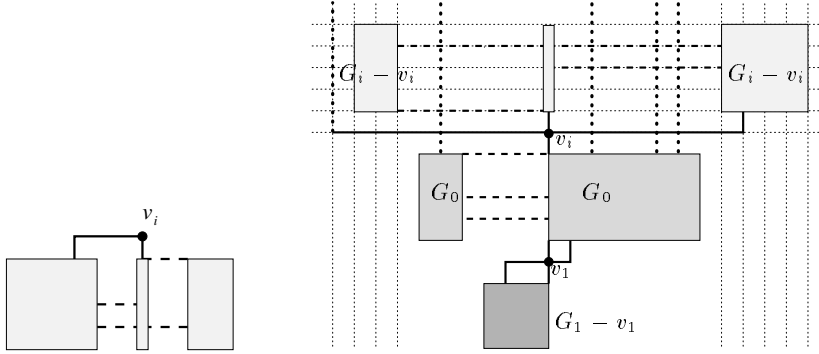 G_i − v_i G_i − v_i
v_i
G_0 G_0
v_i
v_1
G_1 − v_1